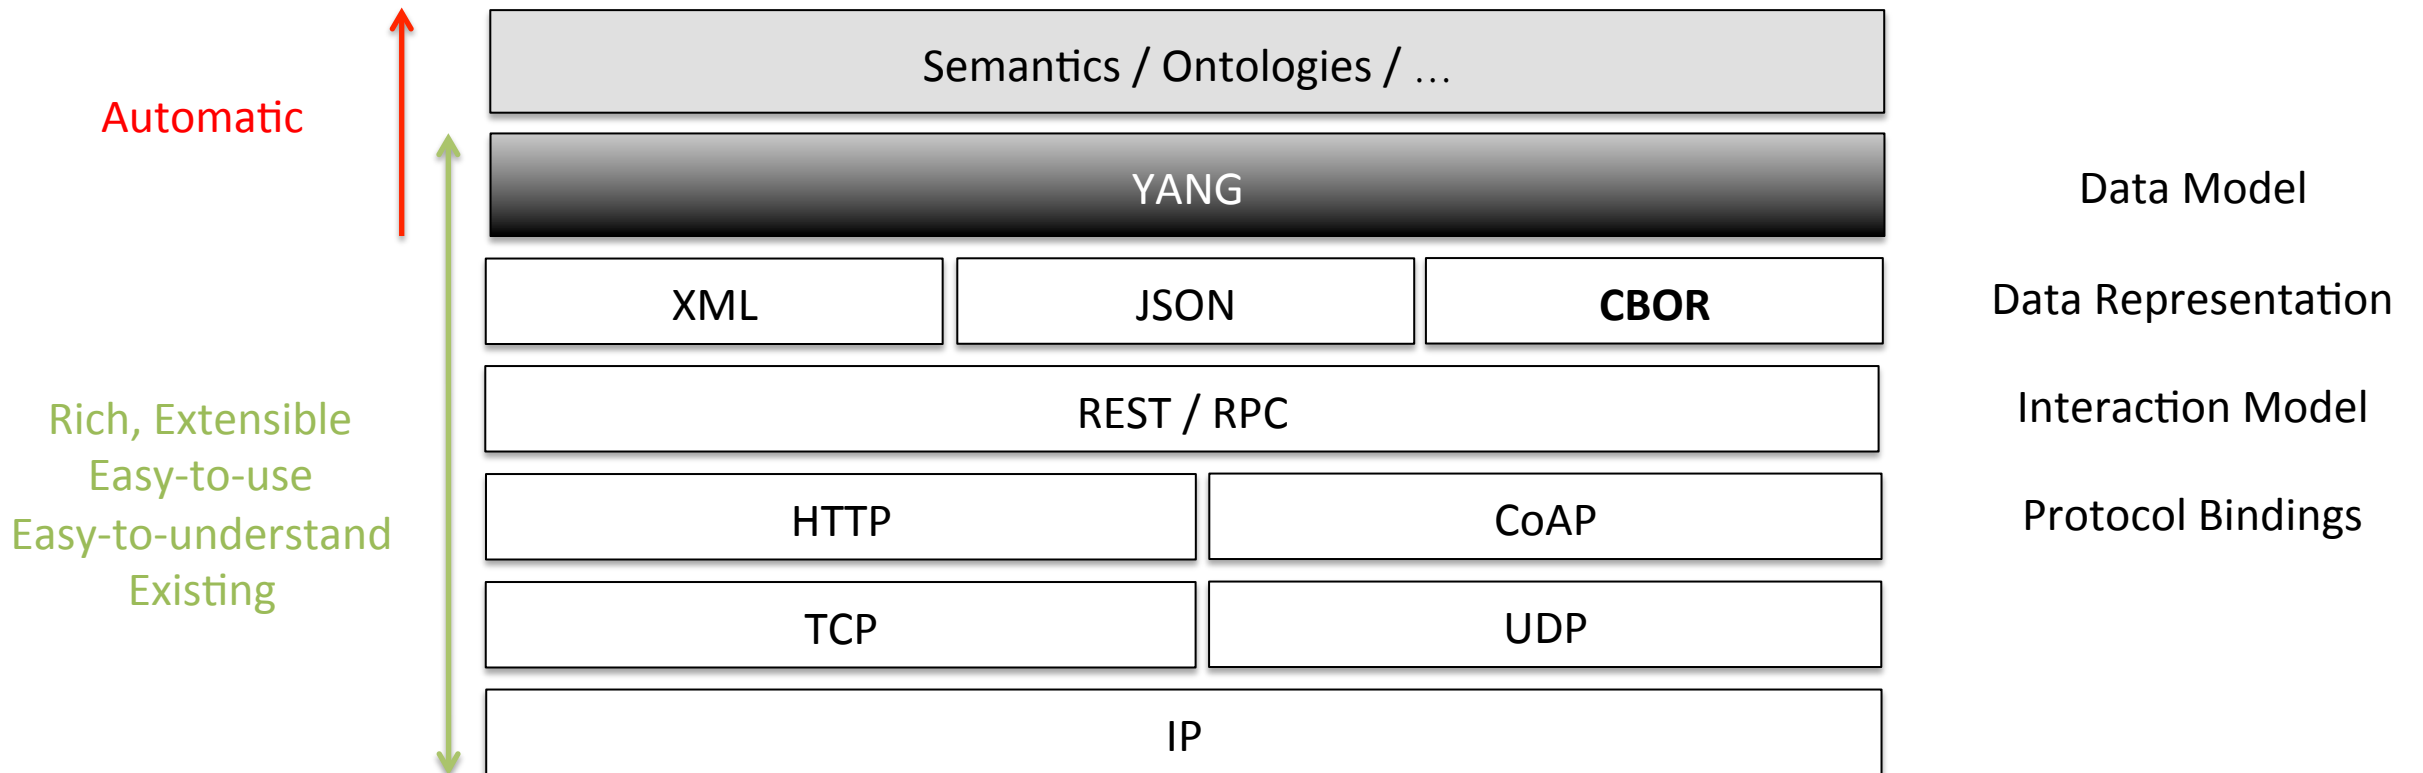 Semantics / Ontologies / …
Automatic
YANG
Data Model
XML
JSON
CBOR
Data Representation
REST / RPC
Interaction Model
Rich, Extensible
Easy-to-use
Easy-to-understand
Existing
HTTP
CoAP
Protocol Bindings
TCP
UDP
IP